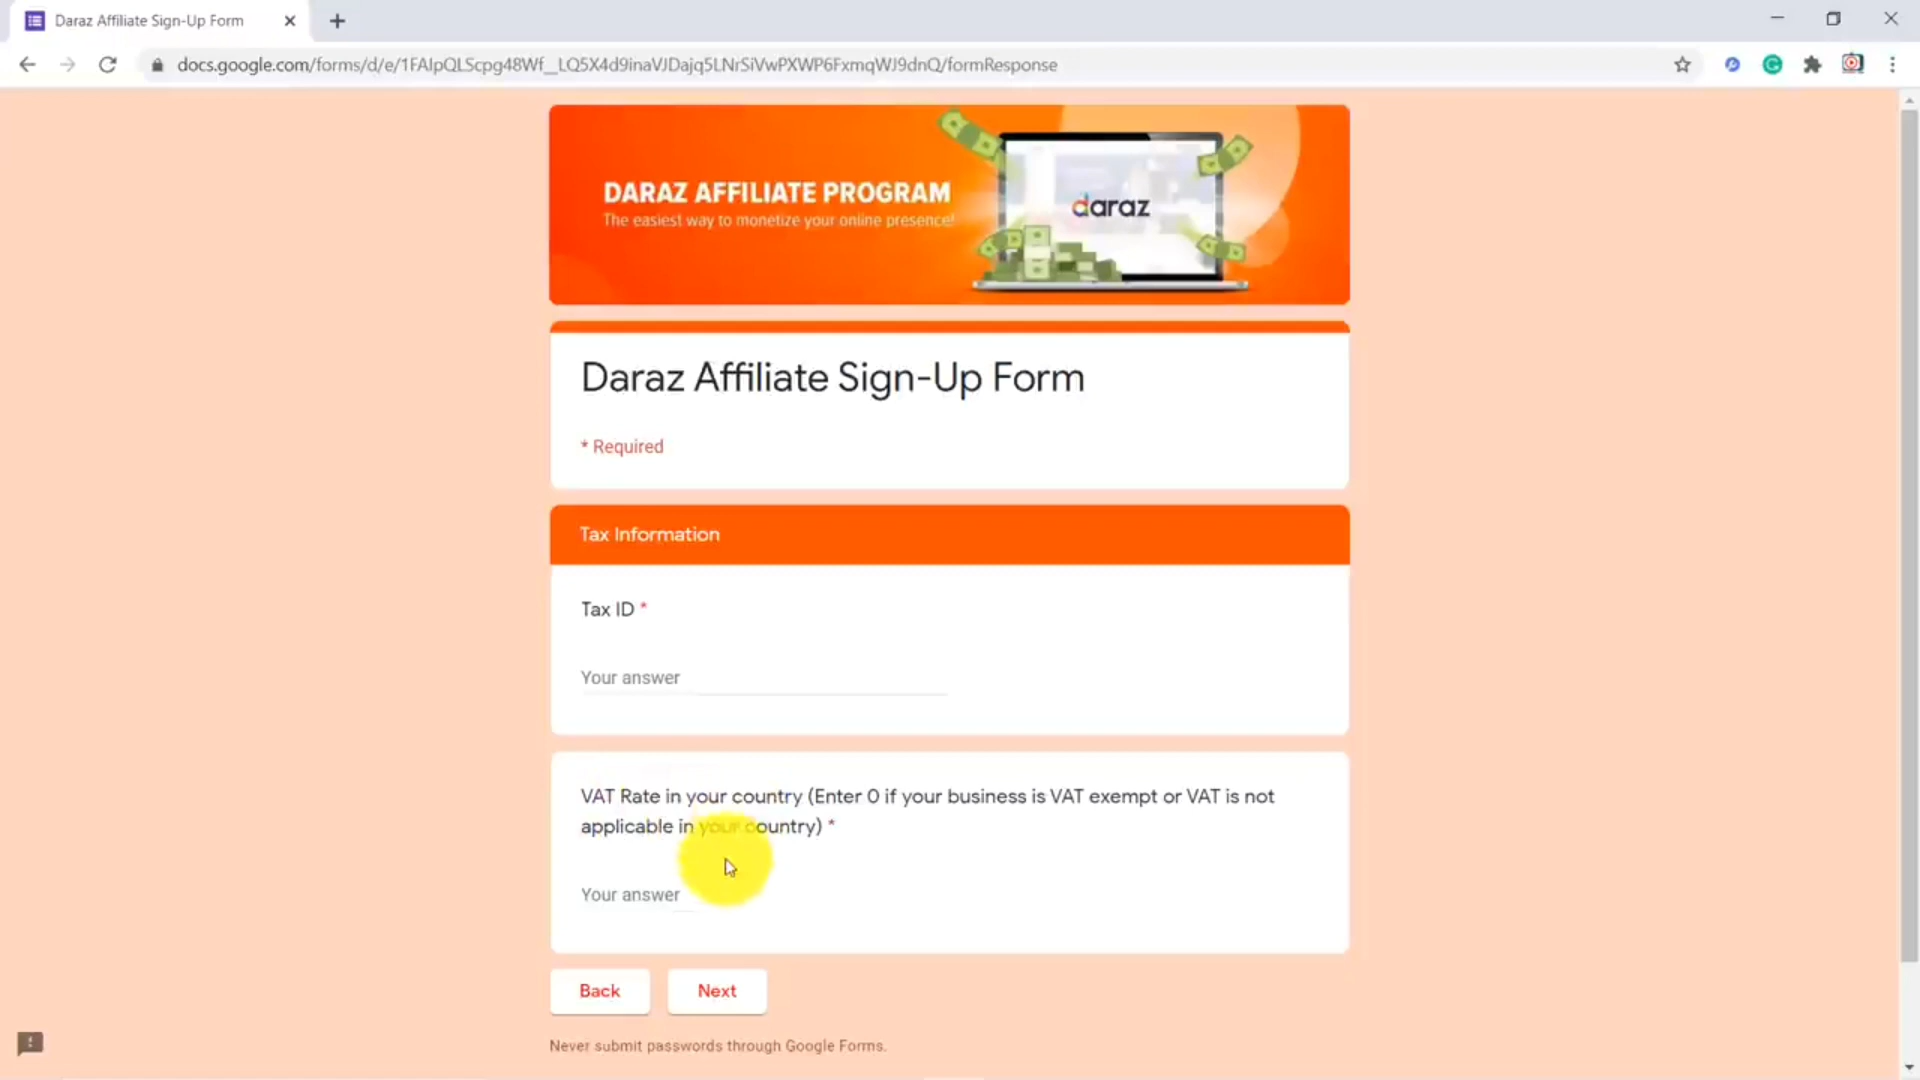 Daraz Affiliate Sign-Up Form
docs.google.com/forms/d/e/1FAIpQLScpg48Wf__LQ5X4d9inaVJDajq5LNrSiVwPXWP6FxmqWJ9dnQ/formResponse
DARAZ AFFILIATE PROGRAM
The easiest way to monetize your online presence!
daraz
Daraz Affiliate Sign-Up Form
* Required
Tax Information
Tax ID *
Your answer
VAT Rate in your country (Enter 0 if your business is VAT exempt or VAT is not
applicable in your country) *
Your answer
Back Next
Never submit passwords through Google Forms.